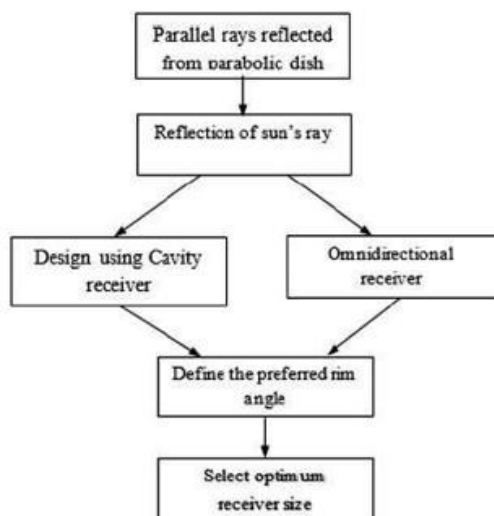 Parallel rays reflected
from parabolic dish
Reflection of sun's ray
Design using Cavity
receiver
Omnidirectional
receiver
Define the preferred rim
angle
Select optimum
receiver size